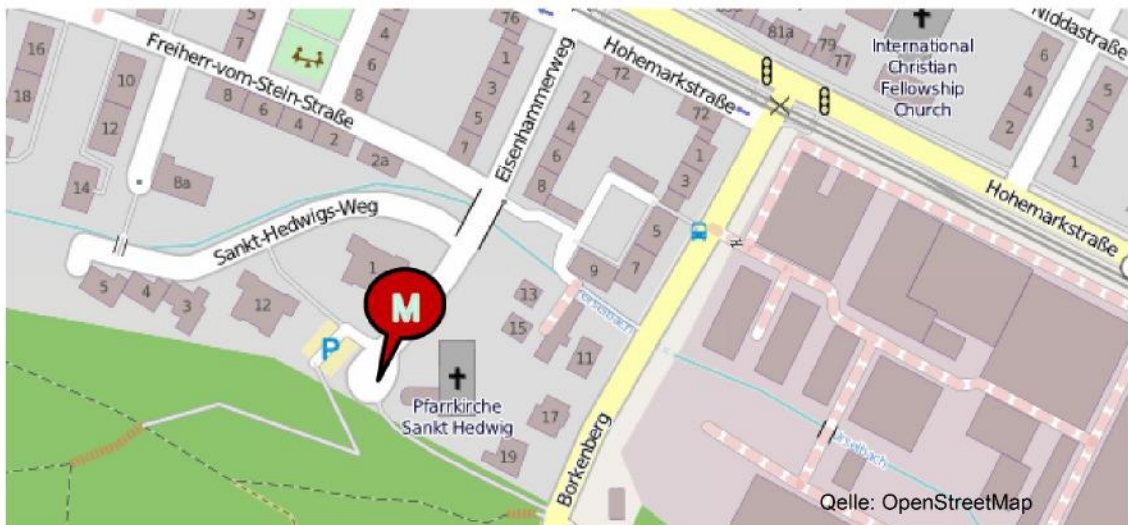 16
18
10
12
14
8a
5
7
Freiherr-vom-Stein-Straße
8
6
4
2
2a
4
6
8
76
1
3
5
7
Eisenhammerweg
72
2
4
6
8
Hohemarkstraße
72
1
3
5
7
9
81a
79
77
International
Christian
Fellowship
Church
Niddastraße
6
4
2
5
3
1
Hohemarkstraße
Sankt-Hedwigs-Weg
5
4
3
12
1
M
P
Pfarrkirche
Sankt Hedwig
13
15
11
17
19
H
Borkenberg
Qelle: OpenStreetMap